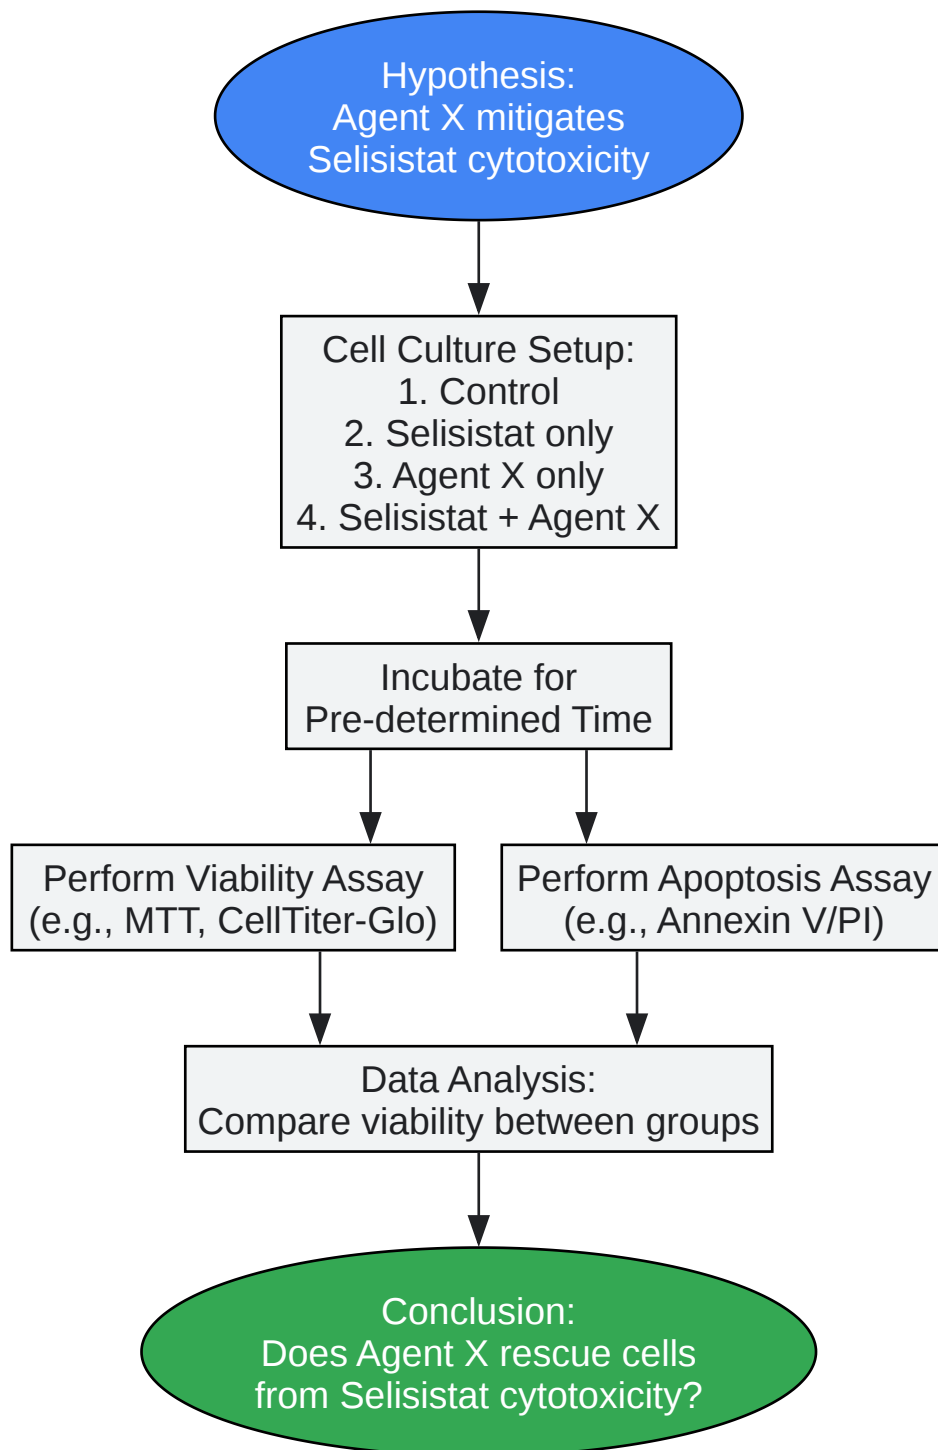 Hypothesis:
Agent X mitigates
Selisistat cytotoxicity
Cell Culture Setup:
1. Control
2. Selisistat only
3. Agent X only
4. Selisistat + Agent X
Incubate for
Pre-determined Time
Perform Viability Assay
(e.g., MTT, CellTiter-Glo)
Perform Apoptosis Assay
(e.g., Annexin V/PI)
Data Analysis:
Compare viability between groups
Conclusion:
Does Agent X rescue cells
from Selisistat cytotoxicity?